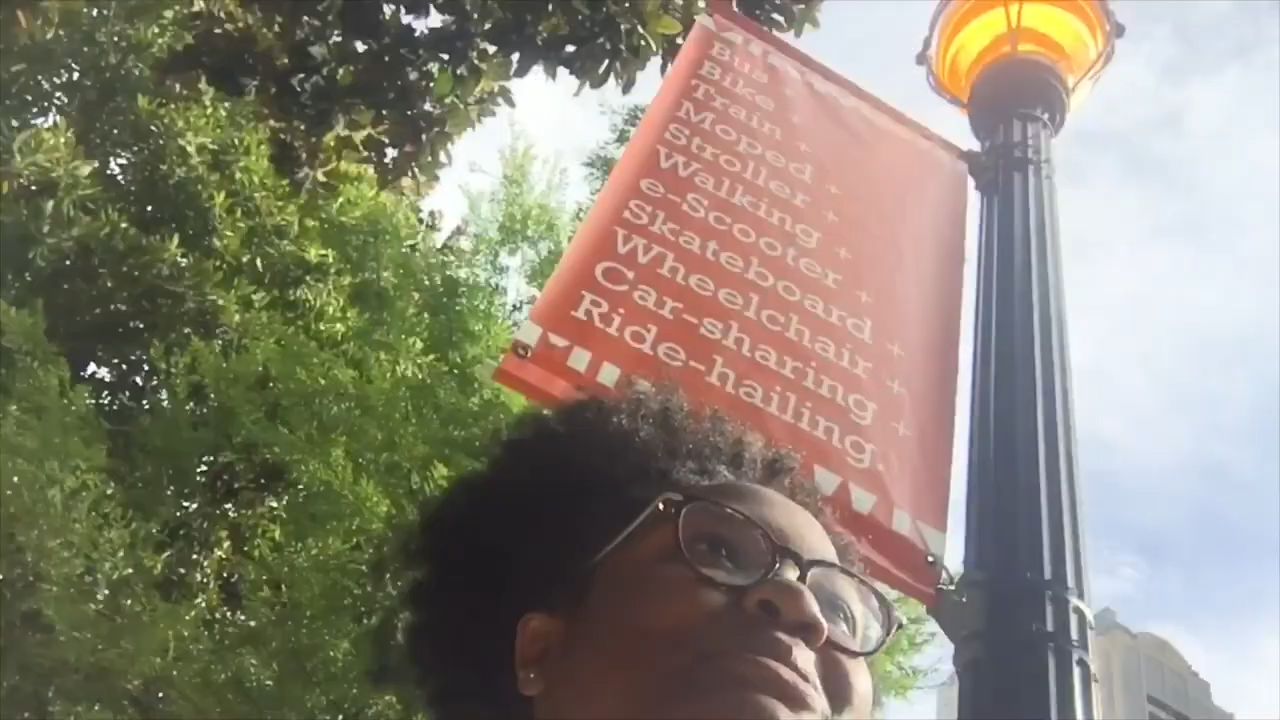 Bus +
Bike +
Train +
Moped +
Stroller +
Walking +
e-Scooter +
Skateboard +
Wheelchair +
Car-sharing +
Ride-hailing.